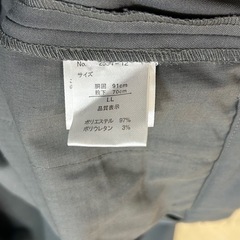 No.
サイズ
胴囲 91cm
股下 70cm
LL
品質表示
ポリエステル 97%
ポリウレタン 3%